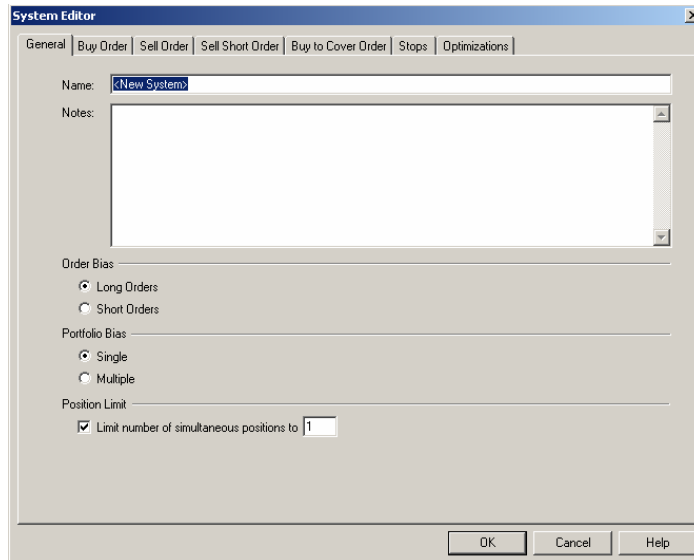 System Editor
General Buy Order Sell Order Sell Short Order Buy to Cover Order Stops Optimizations
Name: <New System>
Notes:
Order Bias
Long Orders
Short Orders
Portfolio Bias
Single
Multiple
Position Limit
Limit number of simultaneous positions to 1
OK Cancel Help